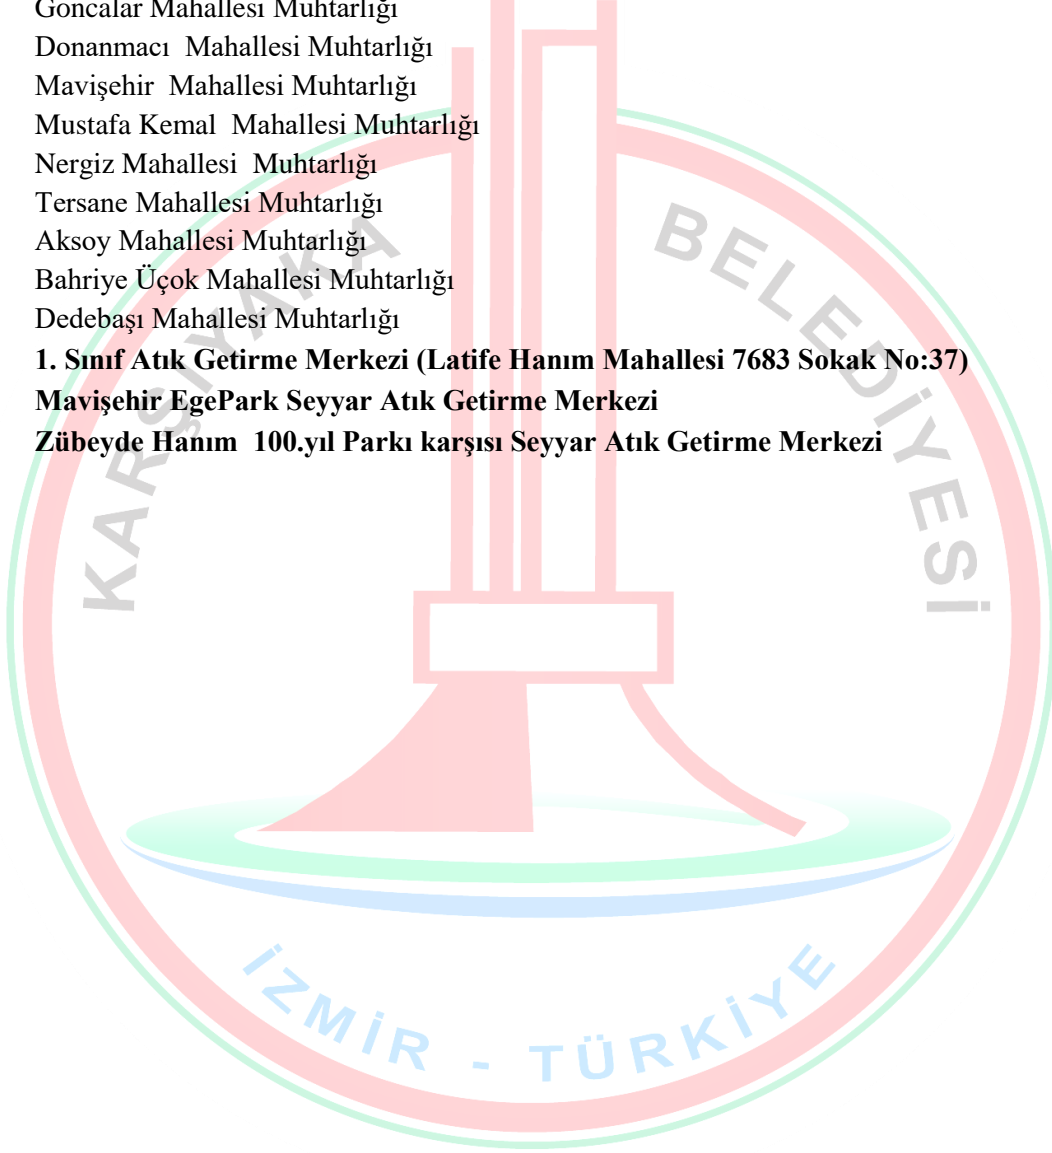 Goncalar Mahallesi Muhtarlığı
Donanmacı  Mahallesi Muhtarlığı
Mavişehir  Mahallesi Muhtarlığı
Mustafa Kemal  Mahallesi Muhtarlığı
Nergiz Mahallesi  Muhtarlığı
Tersane Mahallesi Muhtarlığı
Aksoy Mahallesi Muhtarlığı
Bahriye Üçok Mahallesi Muhtarlığı
Dedebaşı Mahallesi Muhtarlığı
1. Sınıf Atık Getirme Merkezi (Latife Hanım Mahallesi 7683 Sokak No:37)
Mavişehir EgePark Seyyar Atık Getirme Merkezi
Zübeyde Hanım  100.yıl Parkı karşısı Seyyar Atık Getirme Merkezi
KARŞIYAKA BELEDİYESİ
İZMİR - TÜRKİYE